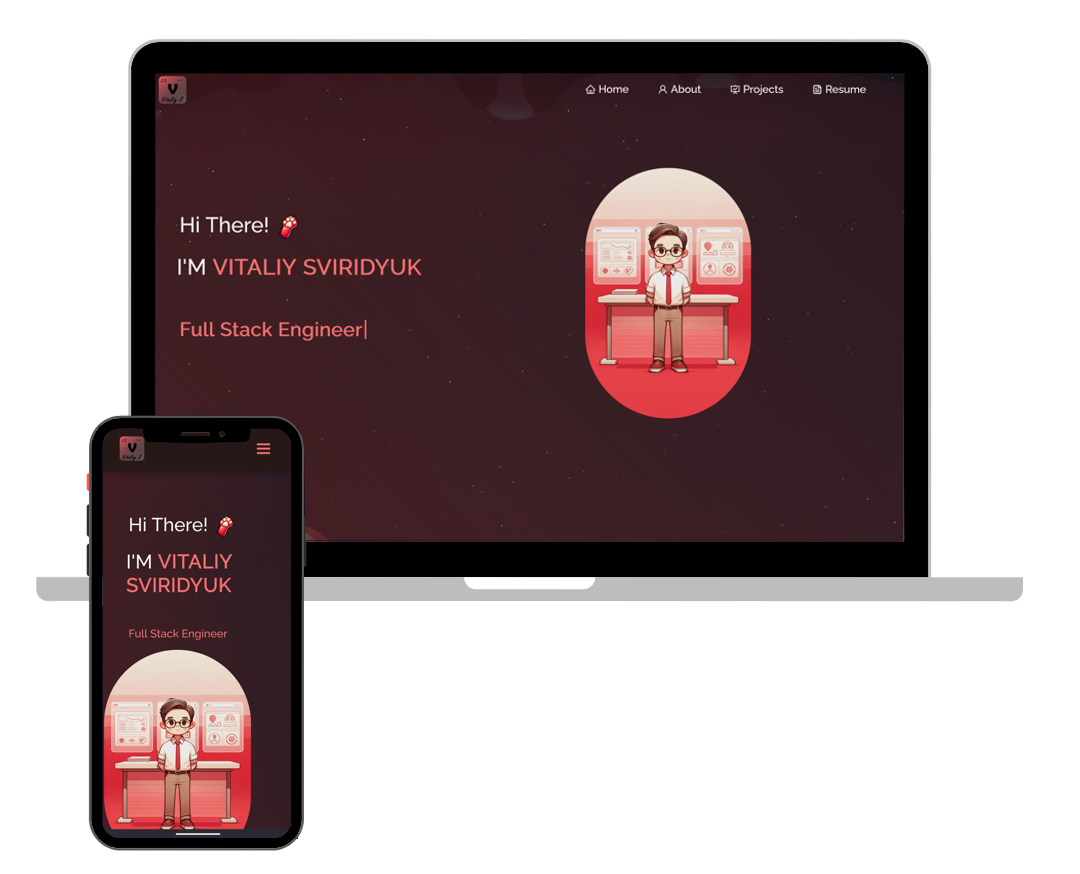 V
Home
About
Projects
Resume
Hi There!
I'M VITALIY SVIRIDYUK
Full Stack Engineer|
V
Hi There!
I'M VITALIY
SVIRIDYUK
Full Stack Engineer